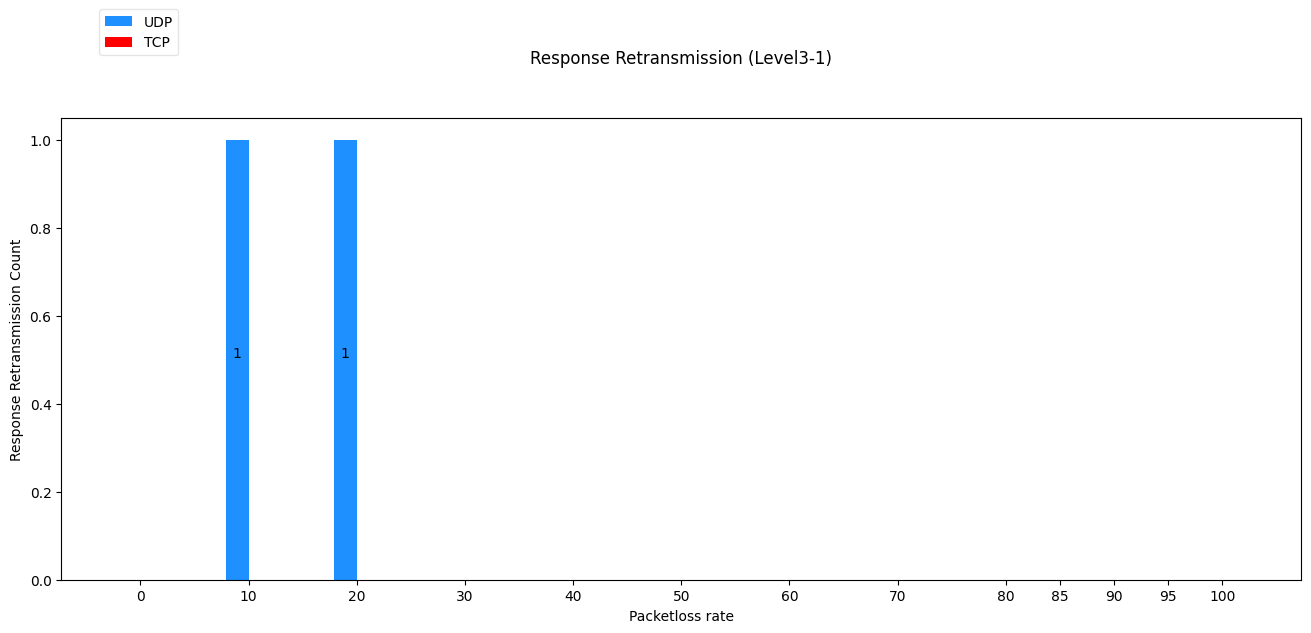 UDP
TCP
Response Retransmission (Level3-1)
Response Retransmission Count
1.0
0.8
0.6
0.4
0.2
0.0
1
1
0 10 20 30 40 50 60 70 80 85 90 95 100
Packetloss rate